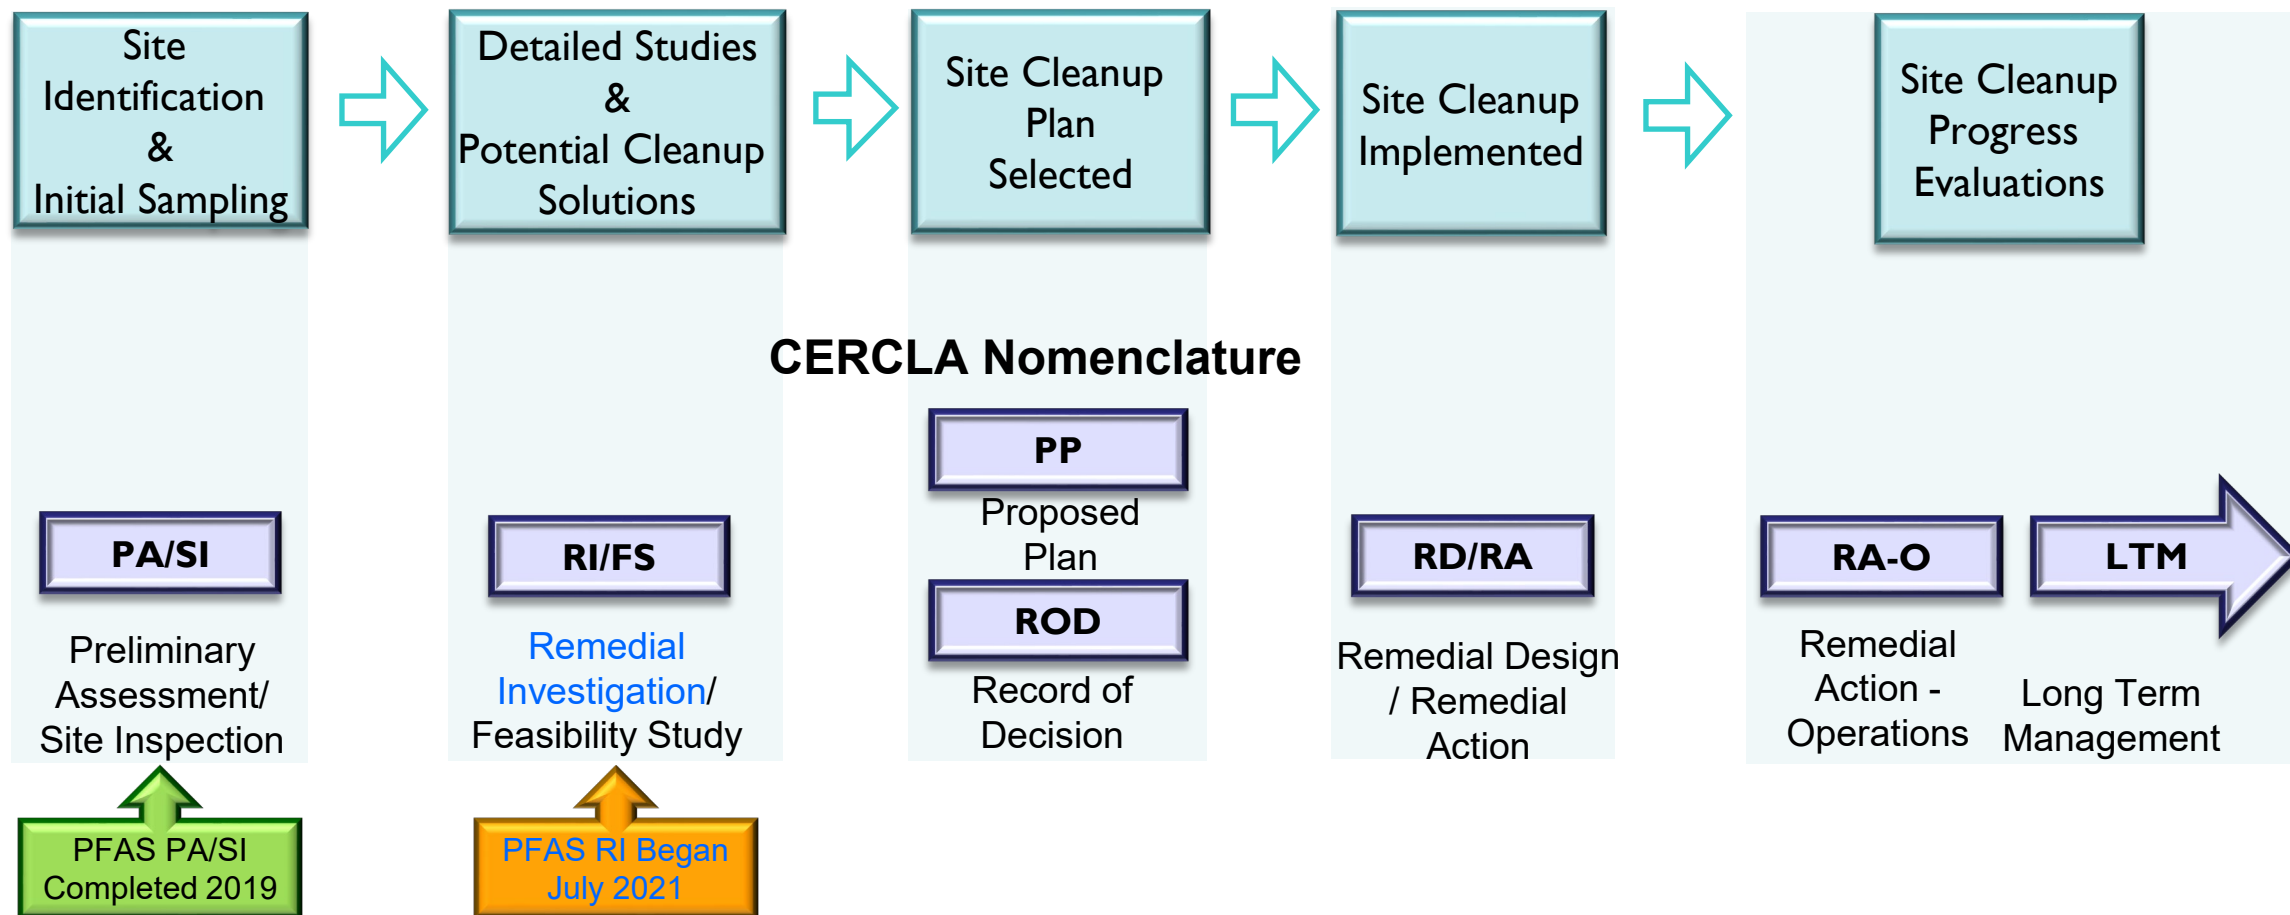 Site
Identification
&
Initial Sampling
Detailed Studies
&
Potential Cleanup
Solutions
Site Cleanup
Plan
Selected
Site Cleanup
Implemented
Site Cleanup
Progress
Evaluations
CERCLA Nomenclature
PA/SI
Preliminary
Assessment/
Site Inspection
RI/FS
Remedial
Investigation/
Feasibility Study
PP
Proposed
Plan
ROD
Record of
Decision
RD/RA
Remedial Design
/ Remedial
Action
RA-O
Remedial
Action -
Operations
LTM
Long Term
Management
PFAS PA/SI
Completed 2019
PFAS RI Began
July 2021